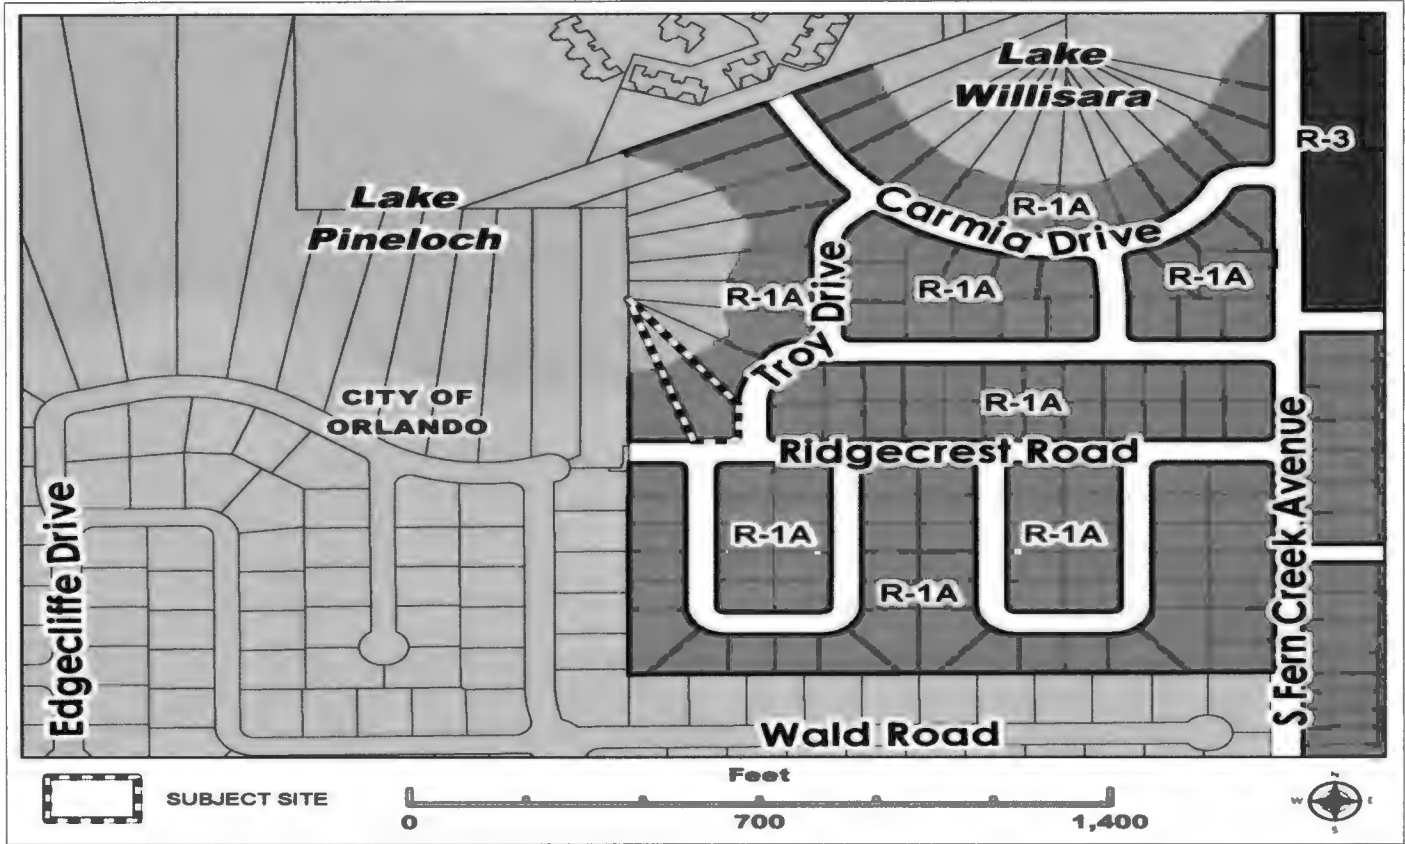 Lake
Willisara
R-3
Lake
Pineloch
Carmia Drive
R-1A
R-1A
R-1A
R-1A
Troy Drive
CITY OF
ORLANDO
R-1A
Ridgecrest Road
Edgecliffe Drive
S Fern Creek Avenue
R-1A
R-1A
R-1A
Wald Road
SUBJECT SITE
Feet
0
700
1,400
N
W
E
S